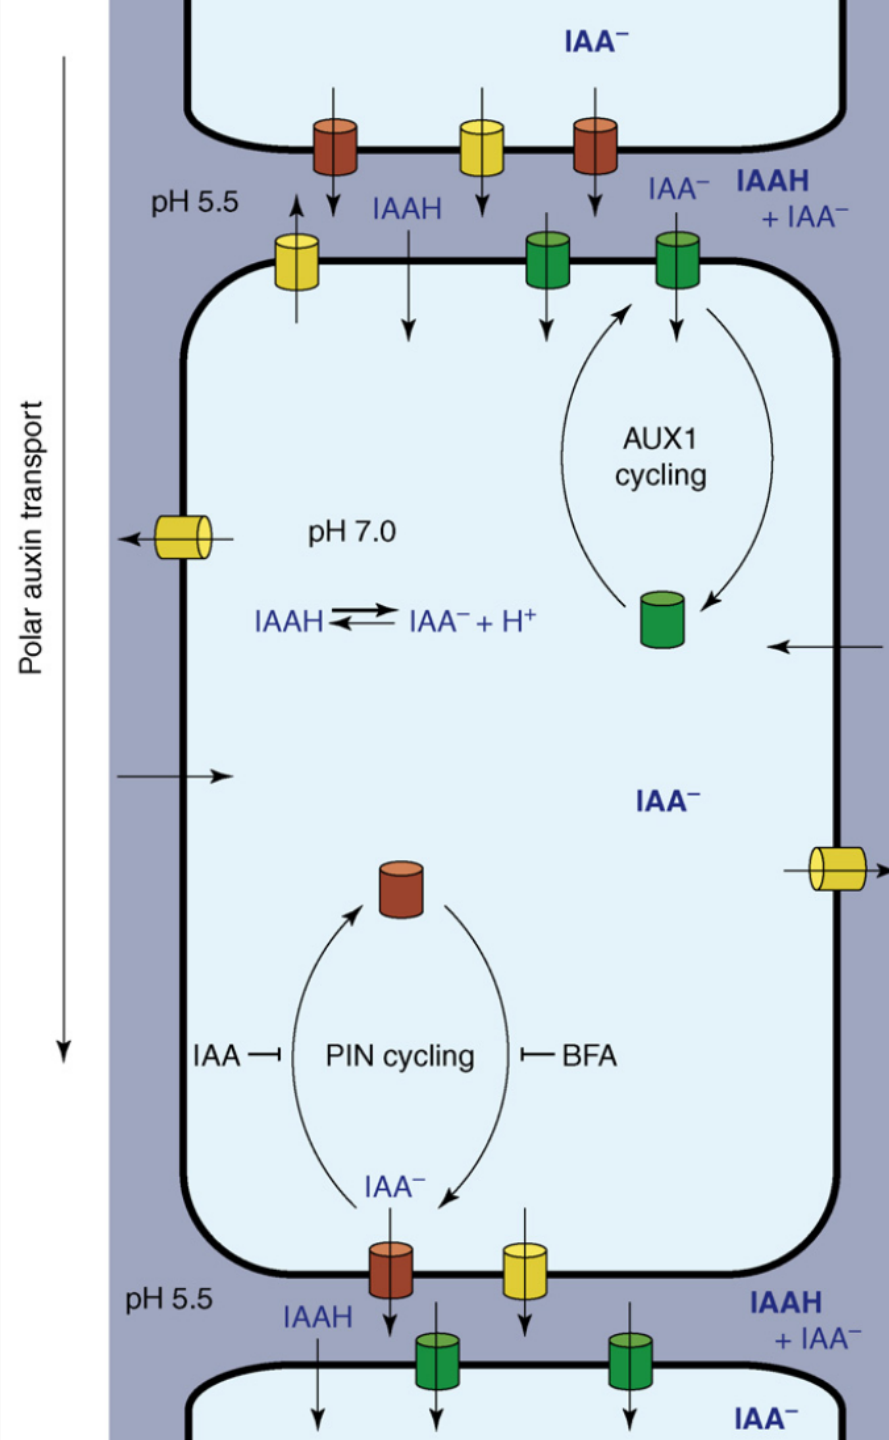 IAA⁻
pH 5.5
IAAH
IAA⁻
IAAH
+ IAA⁻
Polar auxin transport
AUX1
cycling
pH 7.0
IAAH ⇌ IAA⁻ + H⁺
IAA⁻
IAA
PIN cycling
BFA
IAA⁻
pH 5.5
IAAH
IAAH
+ IAA⁻
IAA⁻